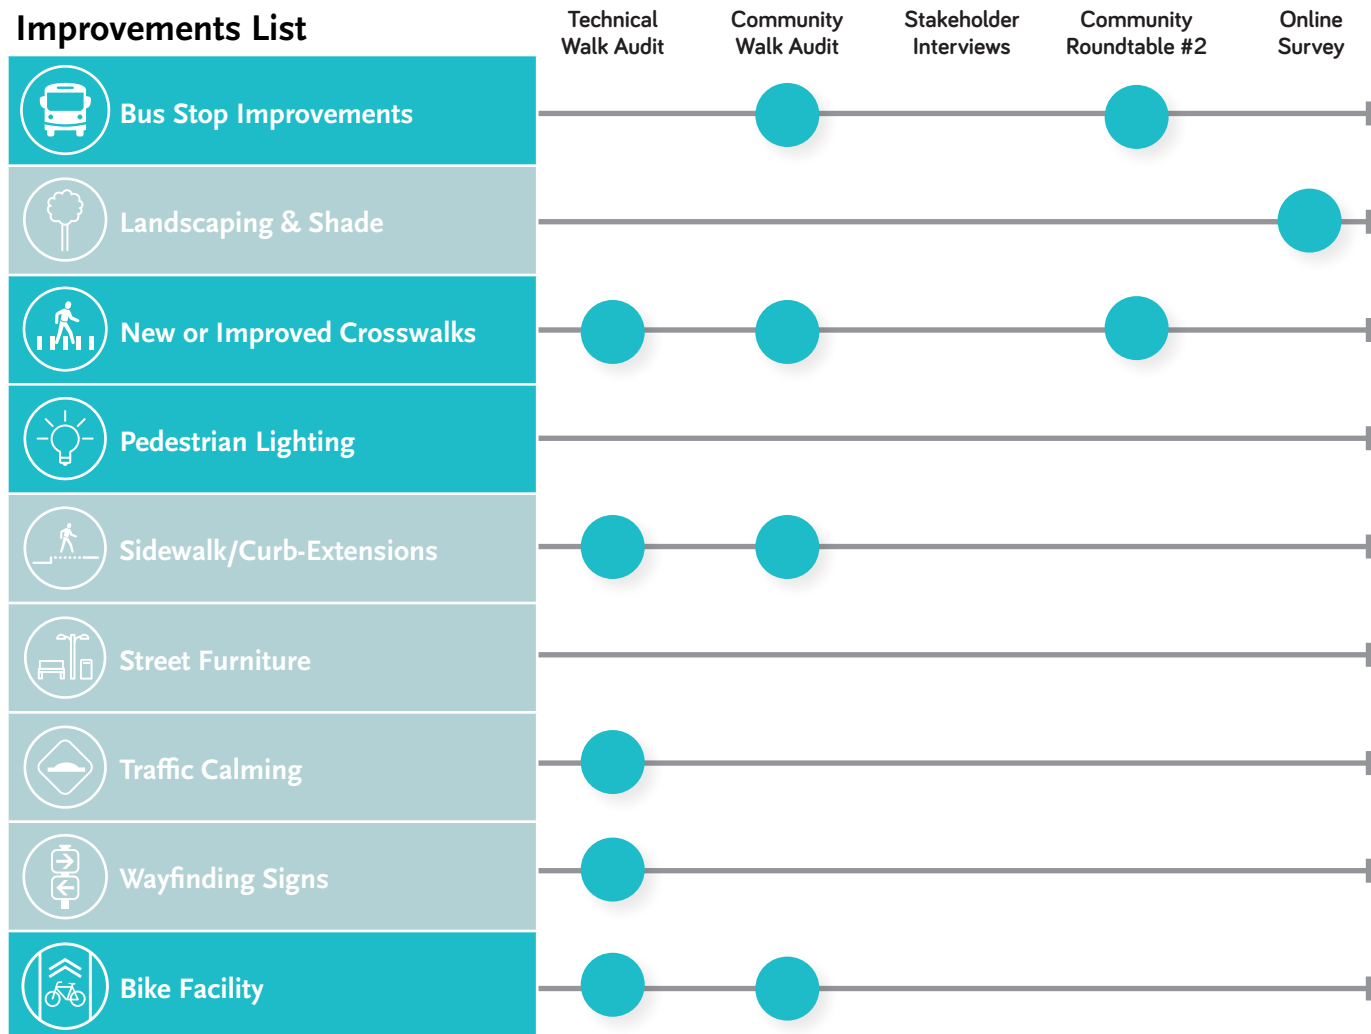 Improvements List
Technical
Walk Audit
Community
Walk Audit
Stakeholder
Interviews
Community
Roundtable #2
Online
Survey
Bus Stop Improvements
Landscaping & Shade
New or Improved Crosswalks
Pedestrian Lighting
Sidewalk/Curb-Extensions
Street Furniture
Traffic Calming
Wayfinding Signs
Bike Facility